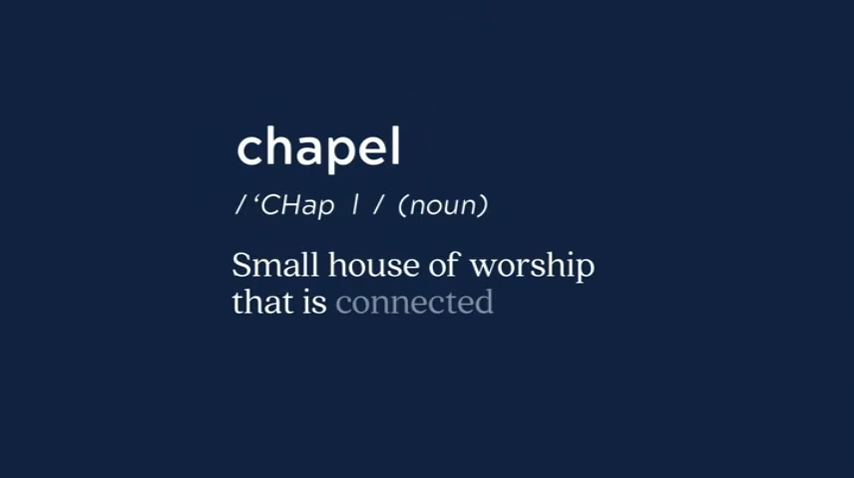 chapel
/ ‘CHap l / (noun)
Small house of worship
that is connected